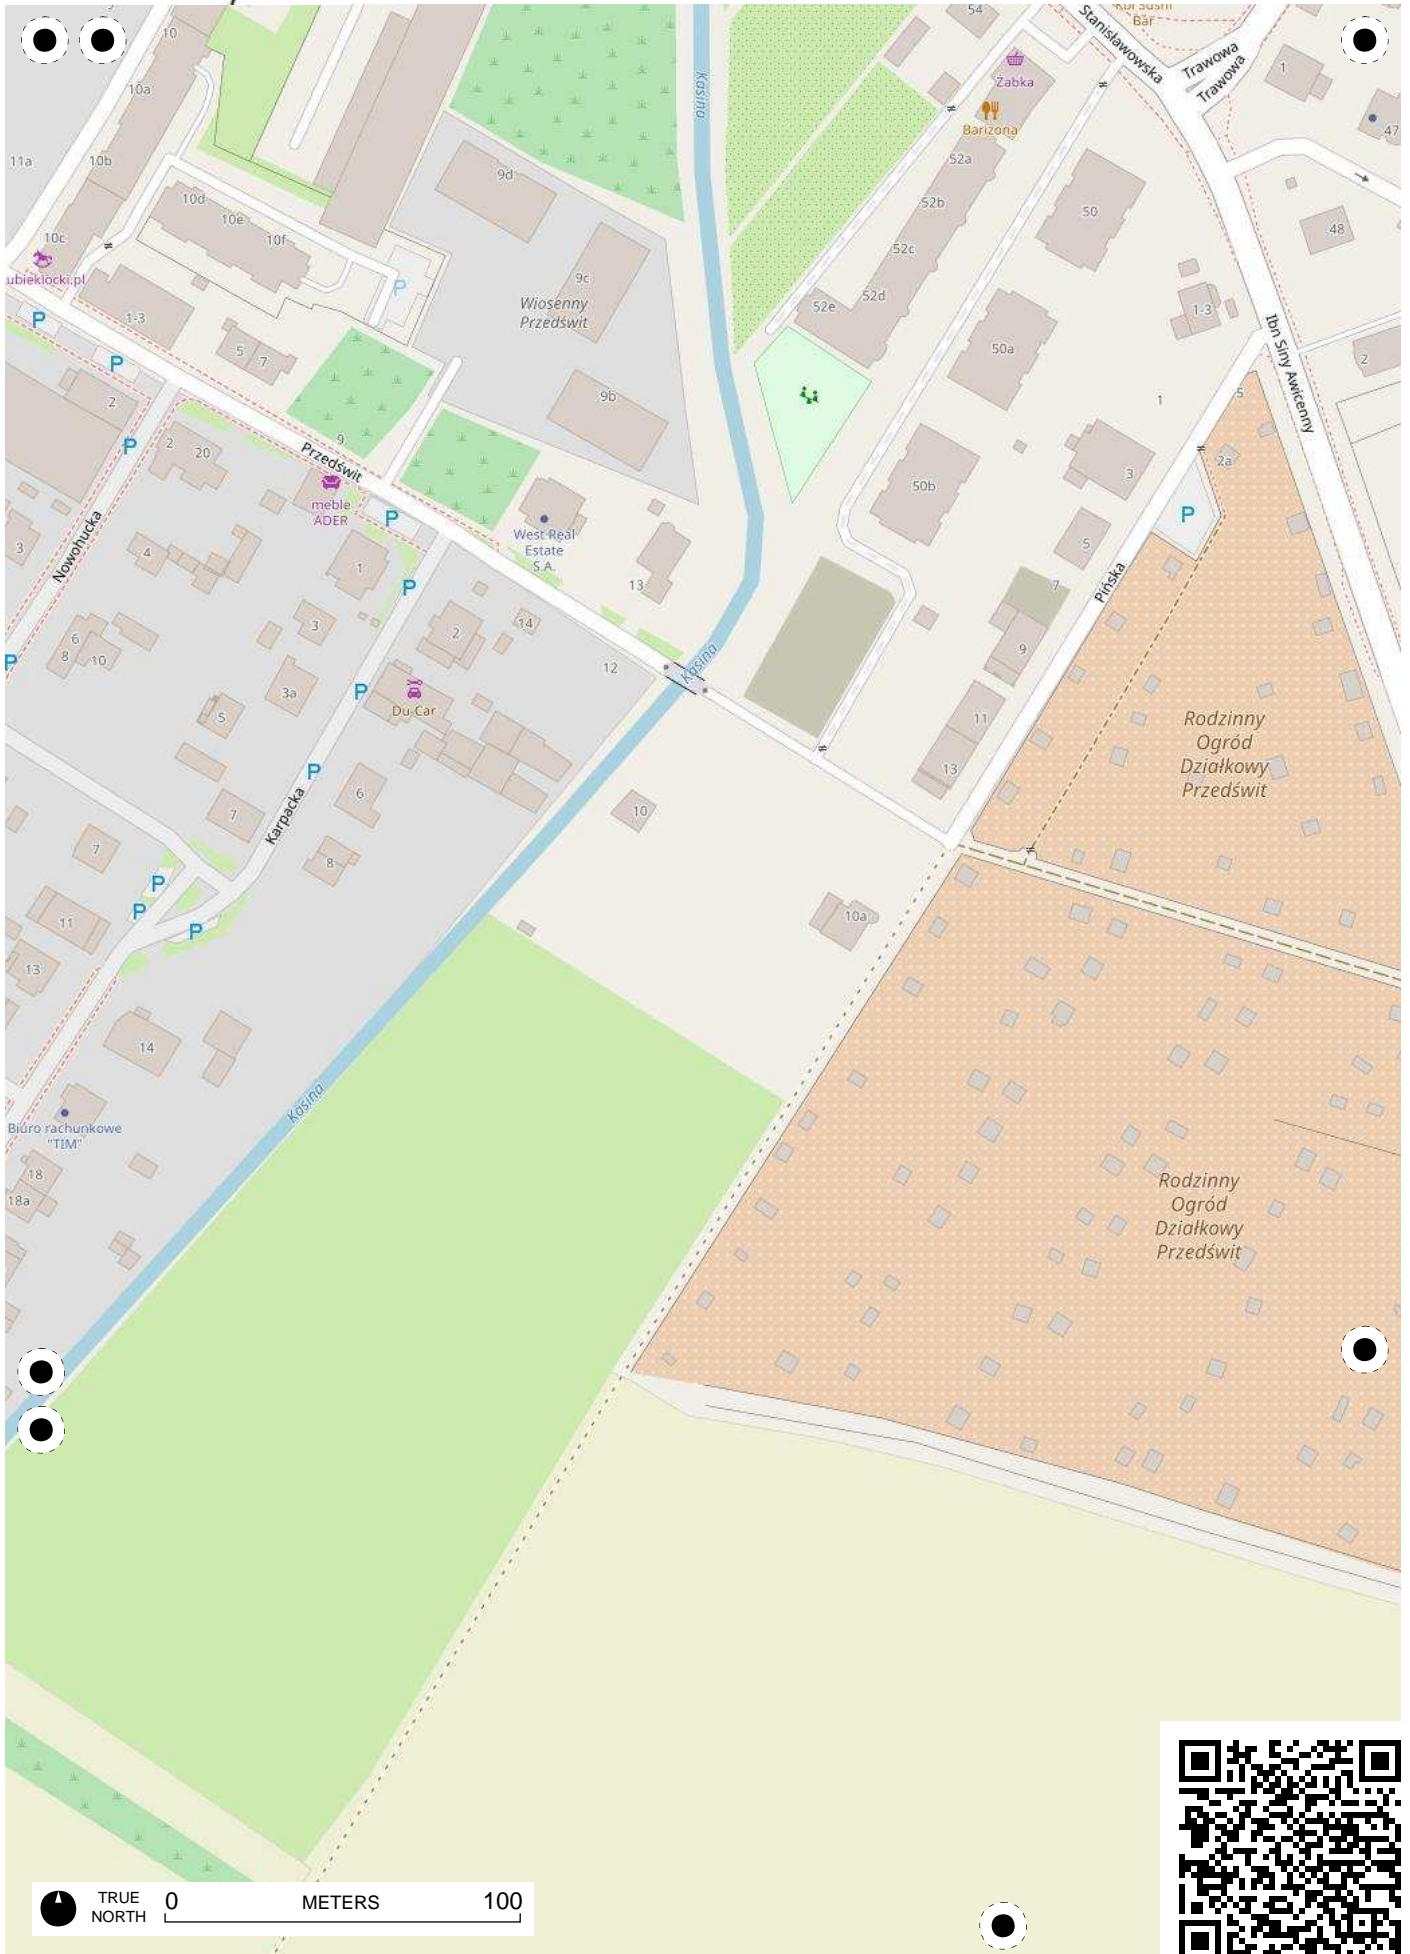 10
10a
11a
10b
10c
10d
10e
10f
ubieklocki.pl
P
P
P
P
1-3
5
7
2
2
20
9
Przedświt
meble
ADER
P
9d
9c
9b
Wiosenny
Przedświt
West Real
Estate
S.A.
13
Kasina
Kasina
54
Żabka
Barizona
52a
52b
52c
52d
52e
50
50a
50b
Stanisławowska
Bar
Trawowa
Trawowa
1
47
48
1-3
Ibn Siny Awicenny
2
1
5
2a
3
P
5
7
Pińska
9
11
13
Nowohucka
3
4
6
8
10
P
1
P
3
3a
P
2
14
12
Du-Car
5
P
6
7
Karpacka
8
7
P
P
P
11
13
14
10
10a
Kasina
Biuro rachunkowe
"TIM"
18
18a
Rodzinny
Ogród
Działkowy
Przedświt
Rodzinny
Ogród
Działkowy
Przedświt
TRUE
NORTH
0
METERS
100